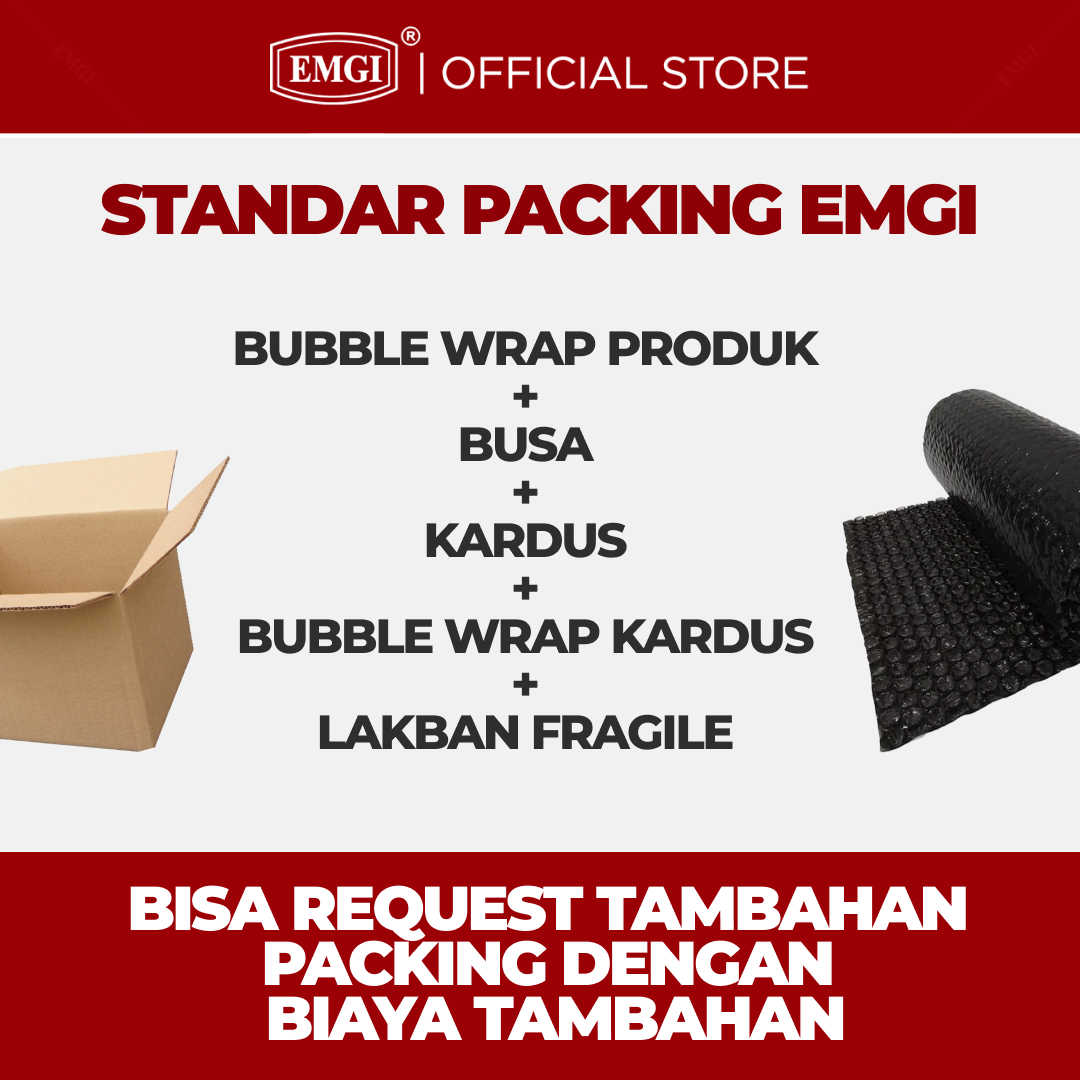 EMGI® | OFFICIAL STORE
STANDAR PACKING EMGI
BUBBLE WRAP PRODUK
+
BUSA
+
KARDUS
+
BUBBLE WRAP KARDUS
+
LAKBAN FRAGILE
BISA REQUEST TAMBAHAN
PACKING DENGAN
BIAYA TAMBAHAN